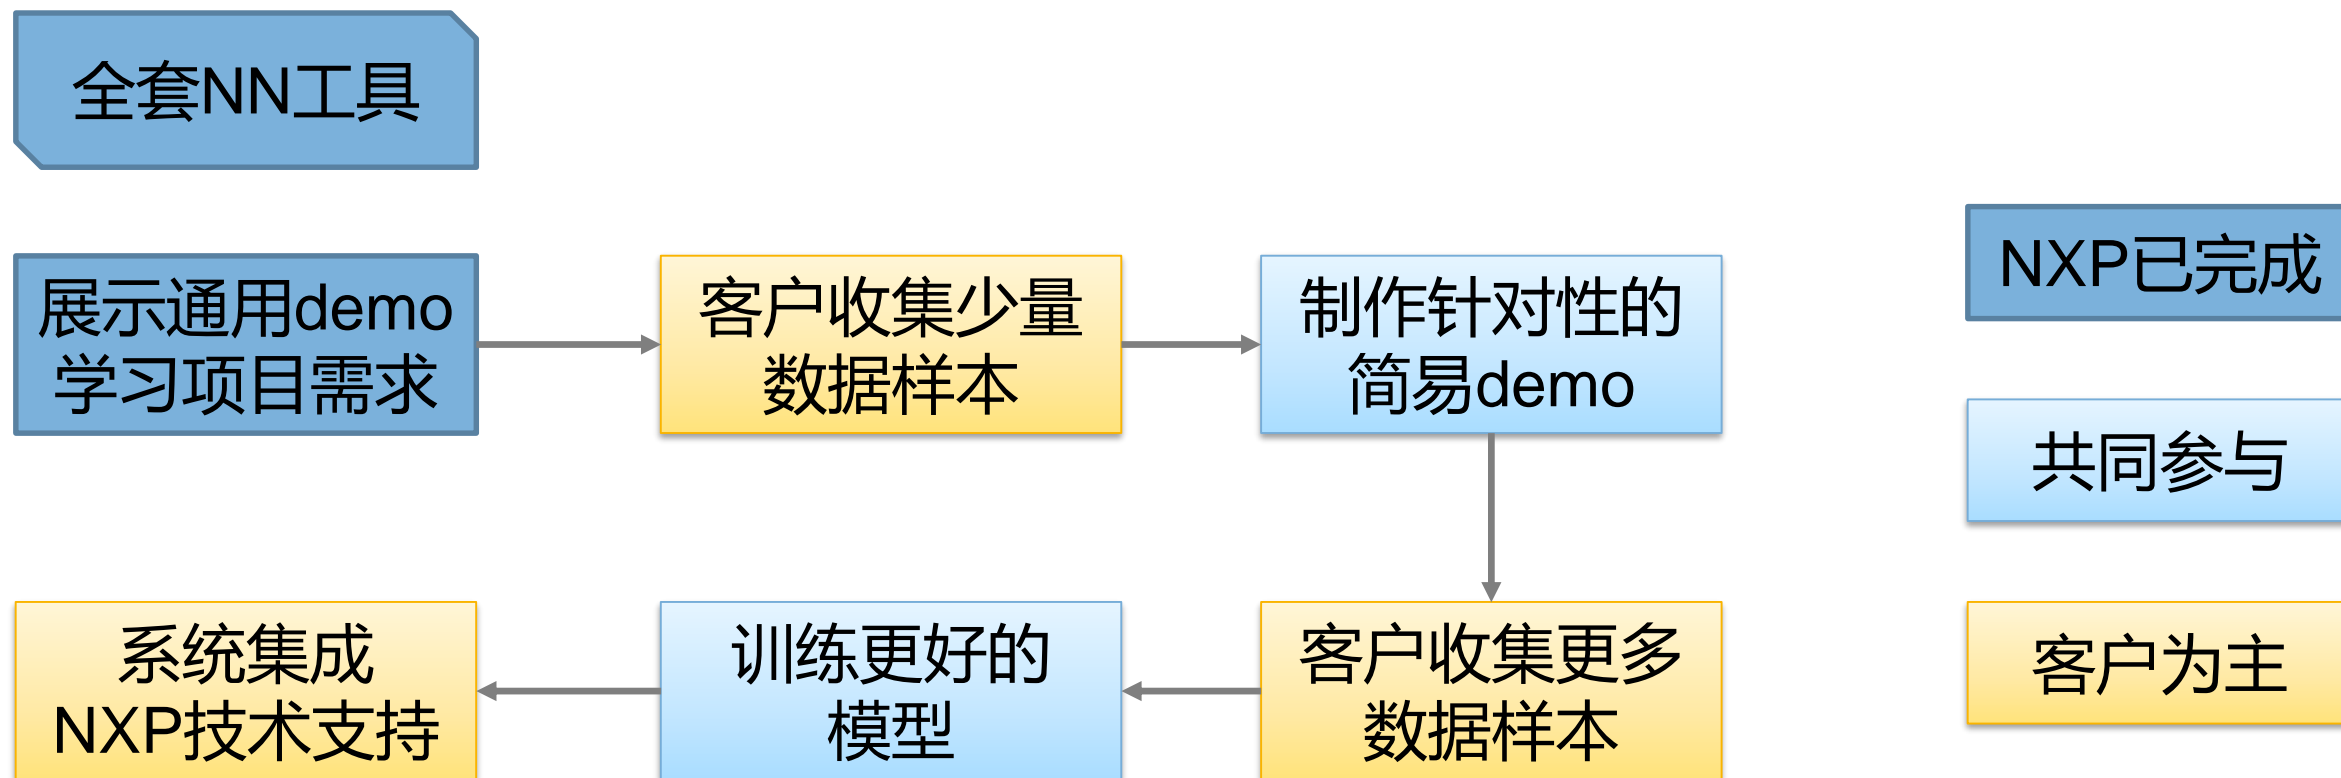 全套NN工具
展示通用demo
学习项目需求
客户收集少量
数据样本
制作针对性的
简易demo
系统集成
NXP技术支持
训练更好的
模型
客户收集更多
数据样本
NXP已完成
共同参与
客户为主